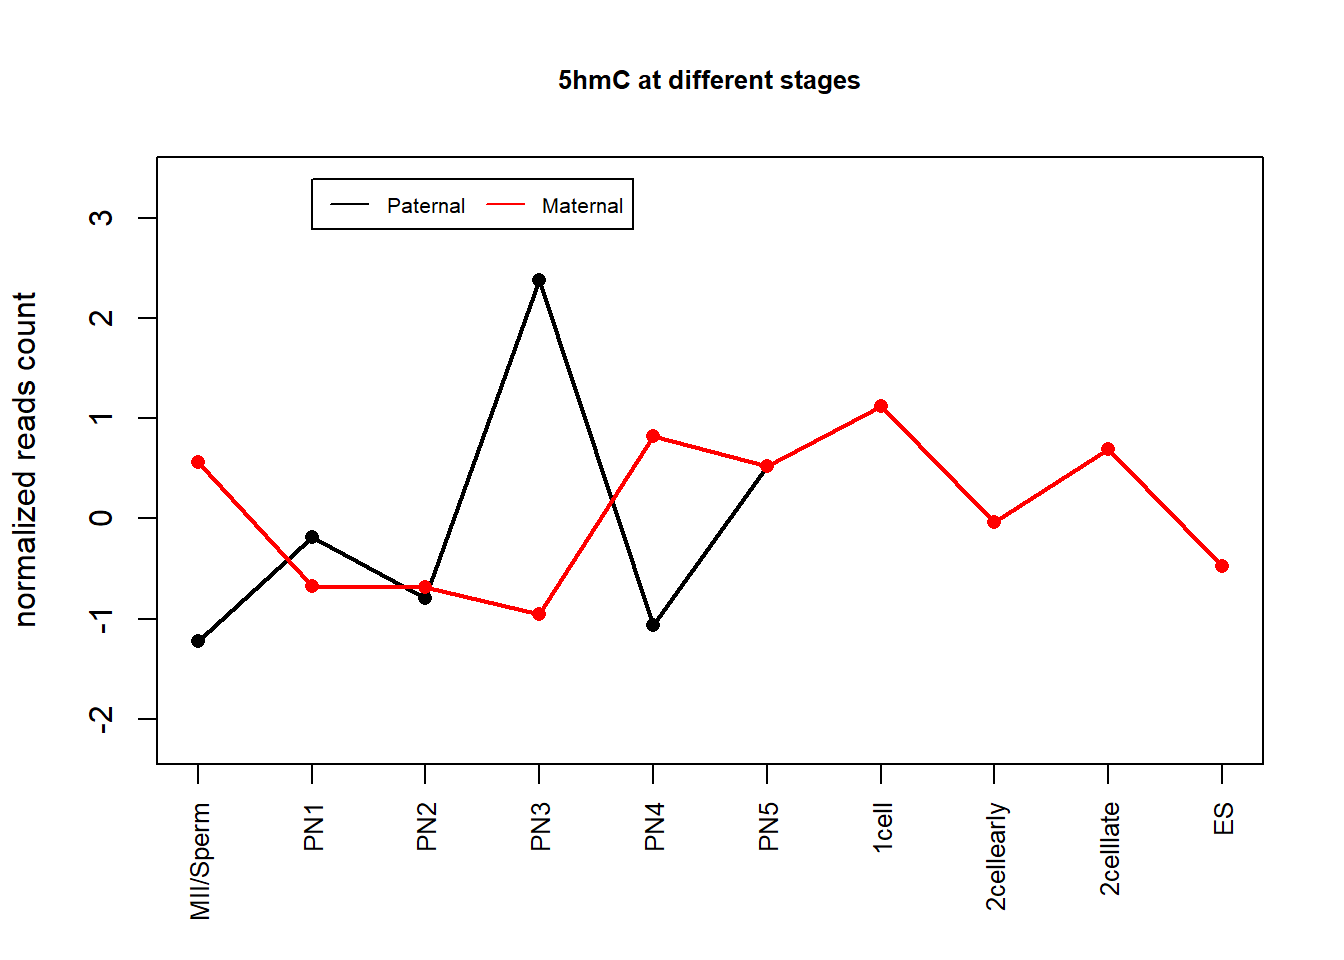 5hmC at different stages
Paternal Maternal
normalized reads count
3
2
1
0
-1
-2
MII/Sperm
PN1
PN2
PN3
PN4
PN5
1cell
2cellearly
2celllate
ES